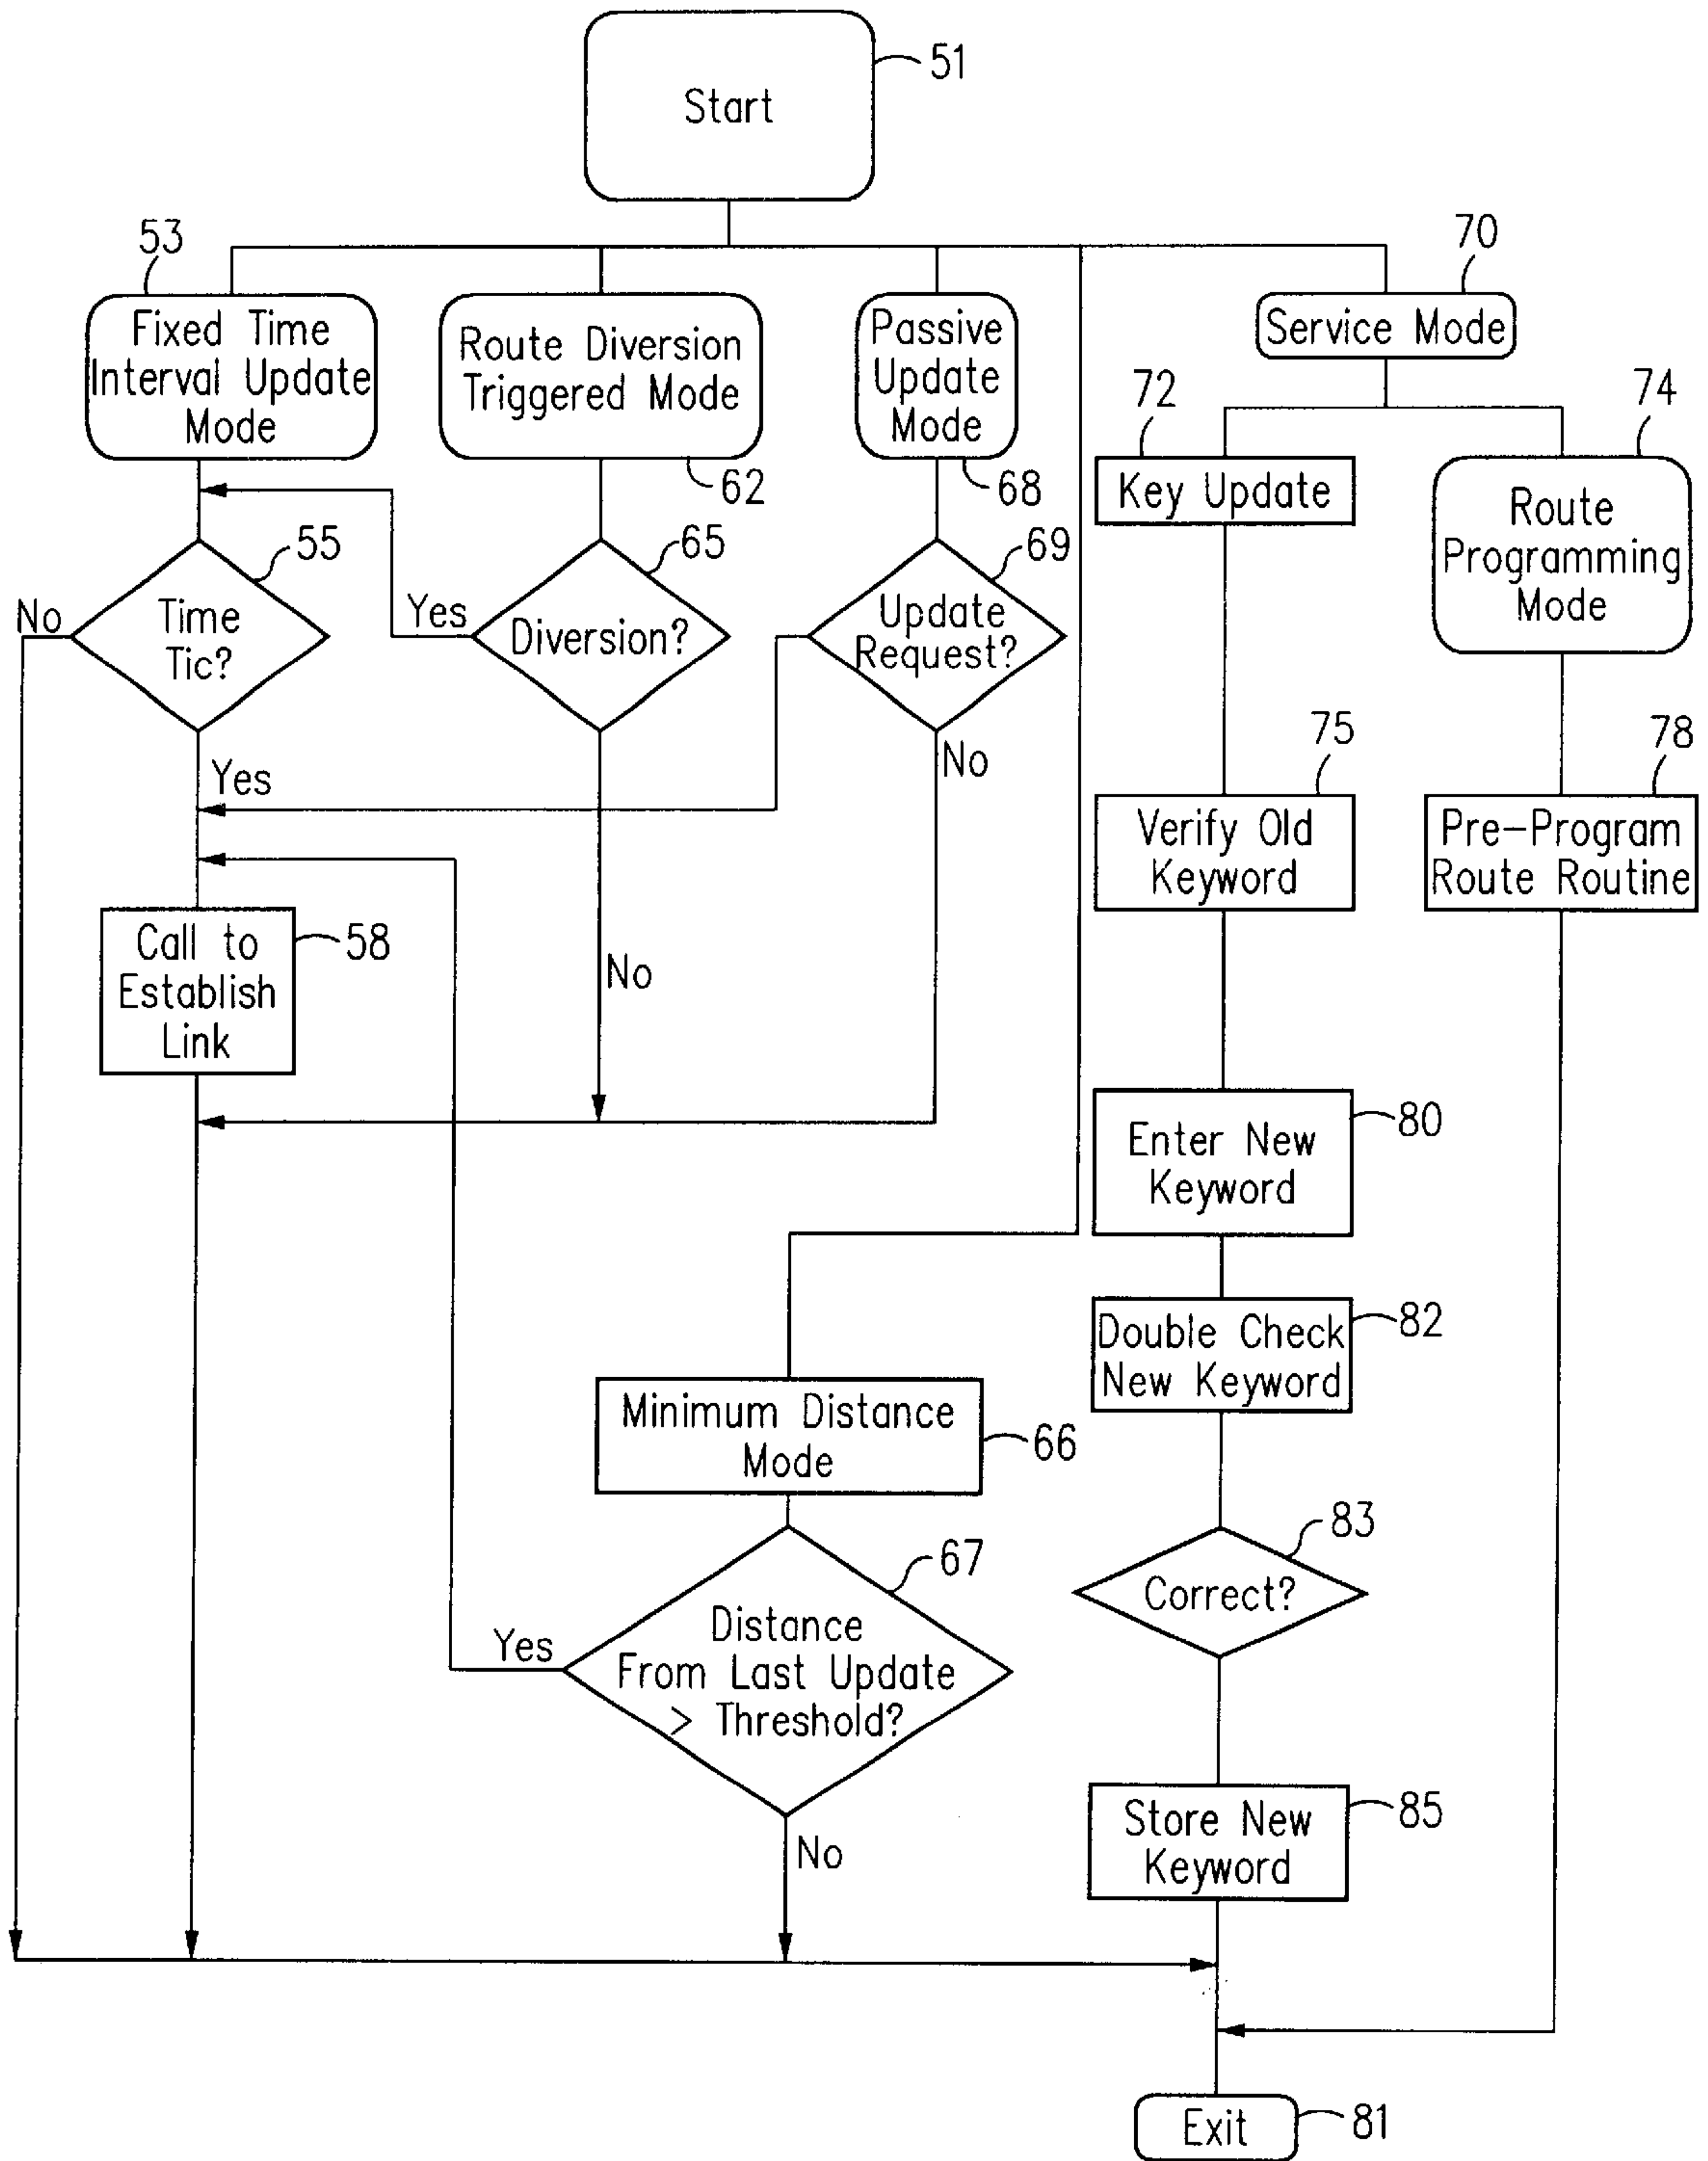 51
Start
53
70
Fixed Time
Interval Update
Mode
Route Diversion
Triggered Mode
Passive
Update
Mode
Service Mode
72
74
62
68
Key Update
Route
Programming
Mode
55
65
69
No
Time
Tic?
Yes
Diversion?
Update
Request?
75
78
Yes
No
Verify Old
Keyword
Pre-Program
Route Routine
58
Call to
Establish
Link
No
80
Enter New
Keyword
82
Double Check
New Keyword
Minimum Distance
Mode
66
83
67
Correct?
Yes
Distance
From Last Update
> Threshold?
85
Store New
Keyword
No
Exit
81